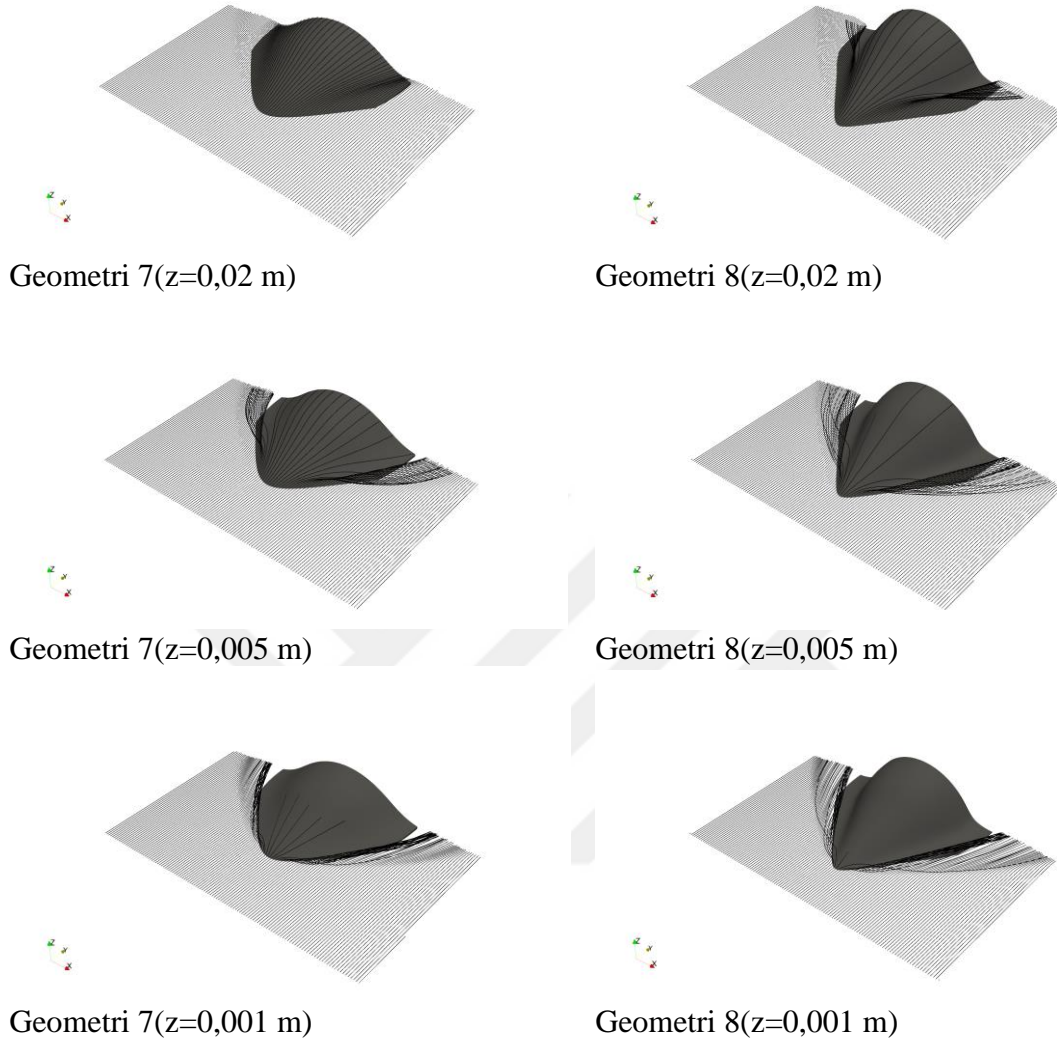 Geometri 7(z=0,02 m)
Geometri 8(z=0,02 m)
Geometri 7(z=0,005 m)
Geometri 8(z=0,005 m)
Geometri 7(z=0,001 m)
Geometri 8(z=0,001 m)